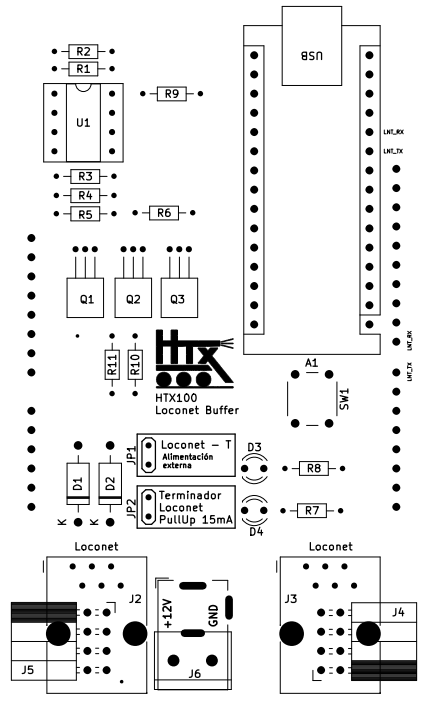 R2
R1
USB
R9
U1
LNT_RX
LNT_TX
R3
R4
R5
R6
Q1
Q2
Q3
LNT_RX
LNT_TX
R11
R10
HTX
HTX100
Loconet Buffer
A1
SW1
JP1
Loconet - T
Alimentación
externa
D3
R8
D1
D2
JP2
Terminador
Loconet
PullUp 15mA
R7
D4
K
K
Loconet
Loconet
J2
+12V
GND
J3
J4
J5
J6